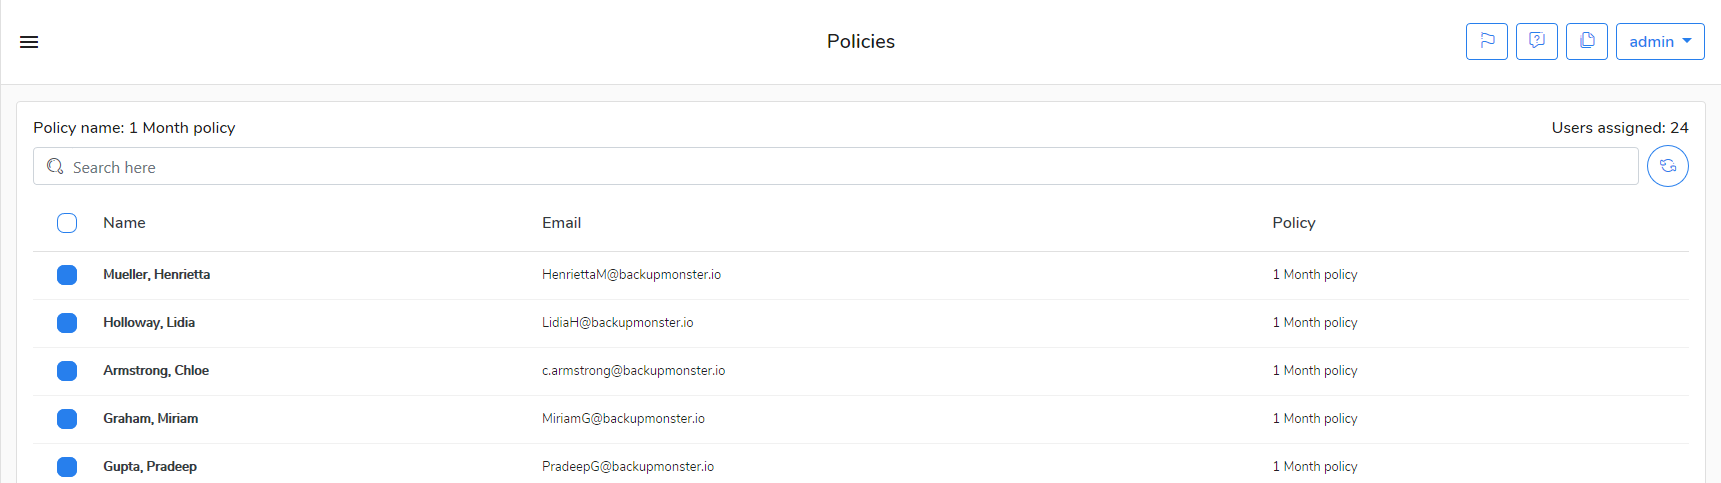 Policies
admin
Policy name: 1 Month policy
Users assigned: 24
Search here
Name Email Policy
Mueller, Henrietta HenriettaM@backupmonster.io 1 Month policy
Holloway, Lidia LidiaH@backupmonster.io 1 Month policy
Armstrong, Chloe c.armstrong@backupmonster.io 1 Month policy
Graham, Miriam MiriamG@backupmonster.io 1 Month policy
Gupta, Pradeep PradeepG@backupmonster.io 1 Month policy